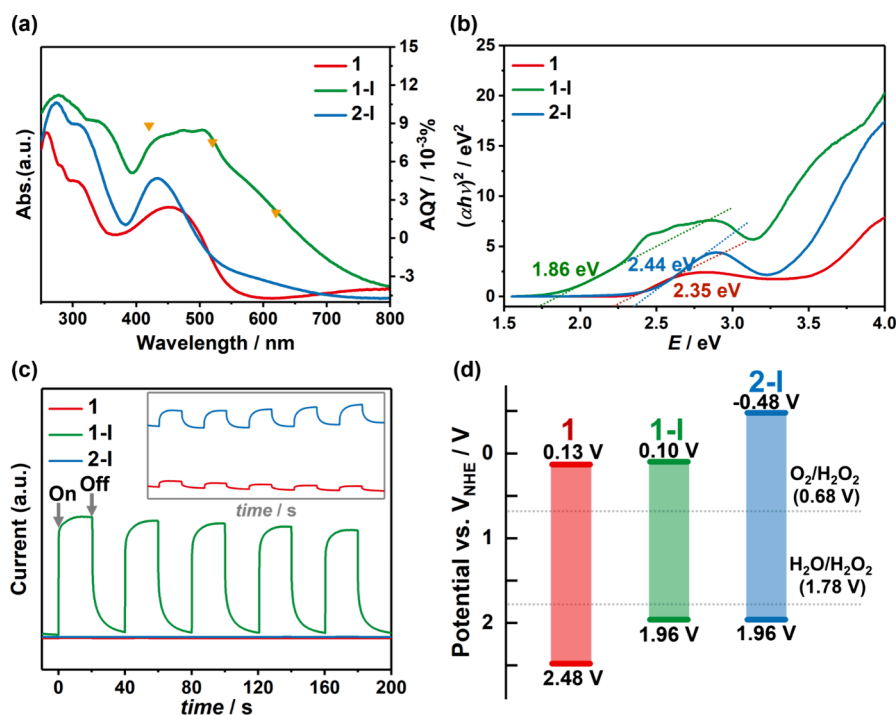 (a)
1
1-I
2-I
Abs.(a.u.)
15
12
9
6
3
0
-3
AQY / 10⁻³%
300 400 500 600 700 800
Wavelength / nm
(b)
1
1-I
2-I
(αhν)² / eV²
25
20
15
10
5
0
1.86 eV
2.44 eV
2.35 eV
1.5 2.0 2.5 3.0 3.5 4.0
E / eV
(c)
1
1-I
2-I
On
Off
time / s
Current (a.u.)
0 40 80 120 160 200
time / s
(d)
Potential vs. V_NHE / V
0
1
2
1
0.13 V
2.48 V
1-I
0.10 V
1.96 V
2-I
-0.48 V
1.96 V
O₂/H₂O₂
(0.68 V)
H₂O/H₂O₂
(1.78 V)